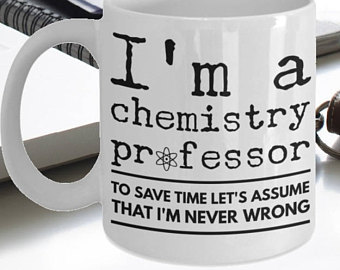 I'm a
chemistry
professor
TO SAVE TIME LET'S ASSUME
THAT I'M NEVER WRONG